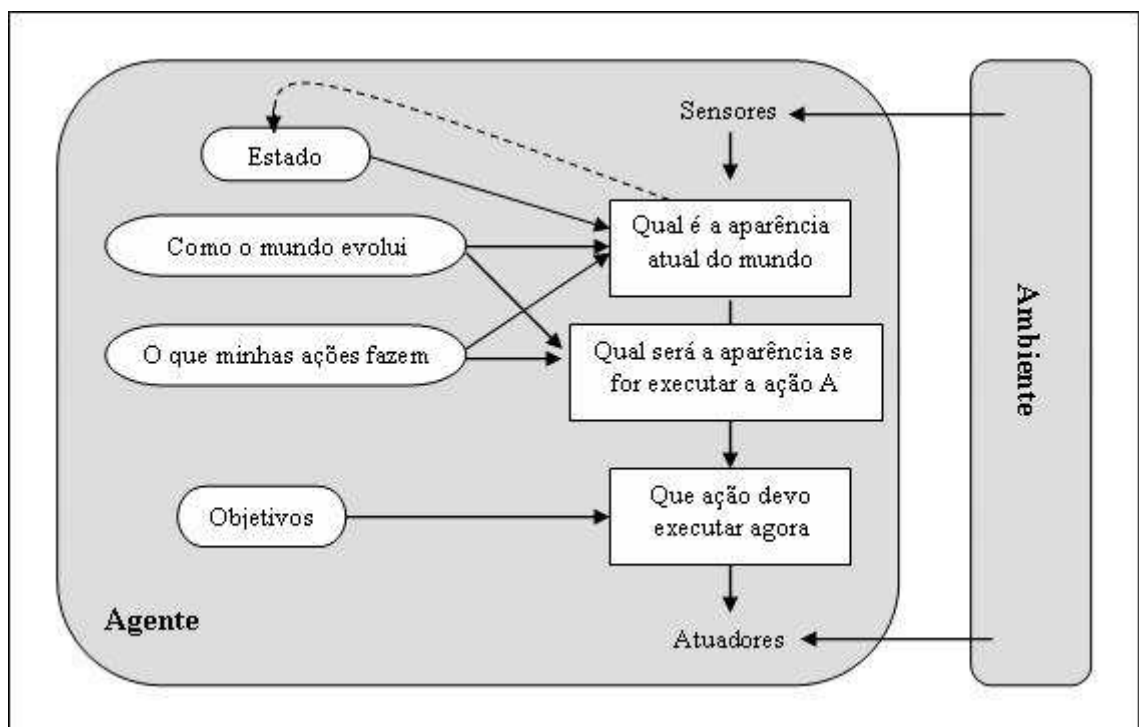 Sensores
Estado
Qual é a aparência
atual do mundo
Como o mundo evolui
O que minhas ações fazem
Qual será a aparência se
for executar a ação A
Que ação devo
executar agora
Objetivos
Agente
Atuadores
Ambiente